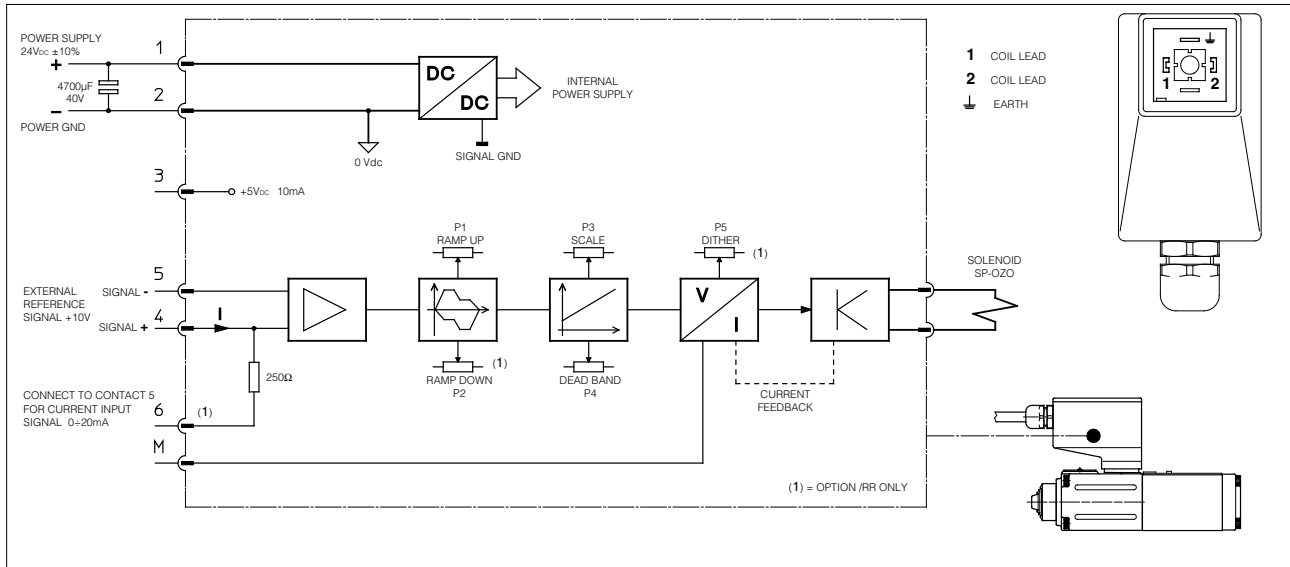 POWER SUPPLY
24VDC ±10%
+
4700µF
40V
–
POWER GND
1
2
DC
DC
INTERNAL
POWER SUPPLY
0 Vdc
SIGNAL GND
3
+5VDC 10mA
1 COIL LEAD
2 COIL LEAD
EARTH
1
2
P1
RAMP UP
P3
SCALE
P5
DITHER
(1)
EXTERNAL
REFERENCE
SIGNAL +10V
SIGNAL -
5
SIGNAL +
4
I
250Ω
V
I
SOLENOID
SP-OZO
(1)
RAMP DOWN
P2
DEAD BAND
P4
CURRENT
FEEDBACK
CONNECT TO CONTACT 5
FOR CURRENT INPUT
SIGNAL 0÷20mA
6
(1)
M
(1) = OPTION /RR ONLY